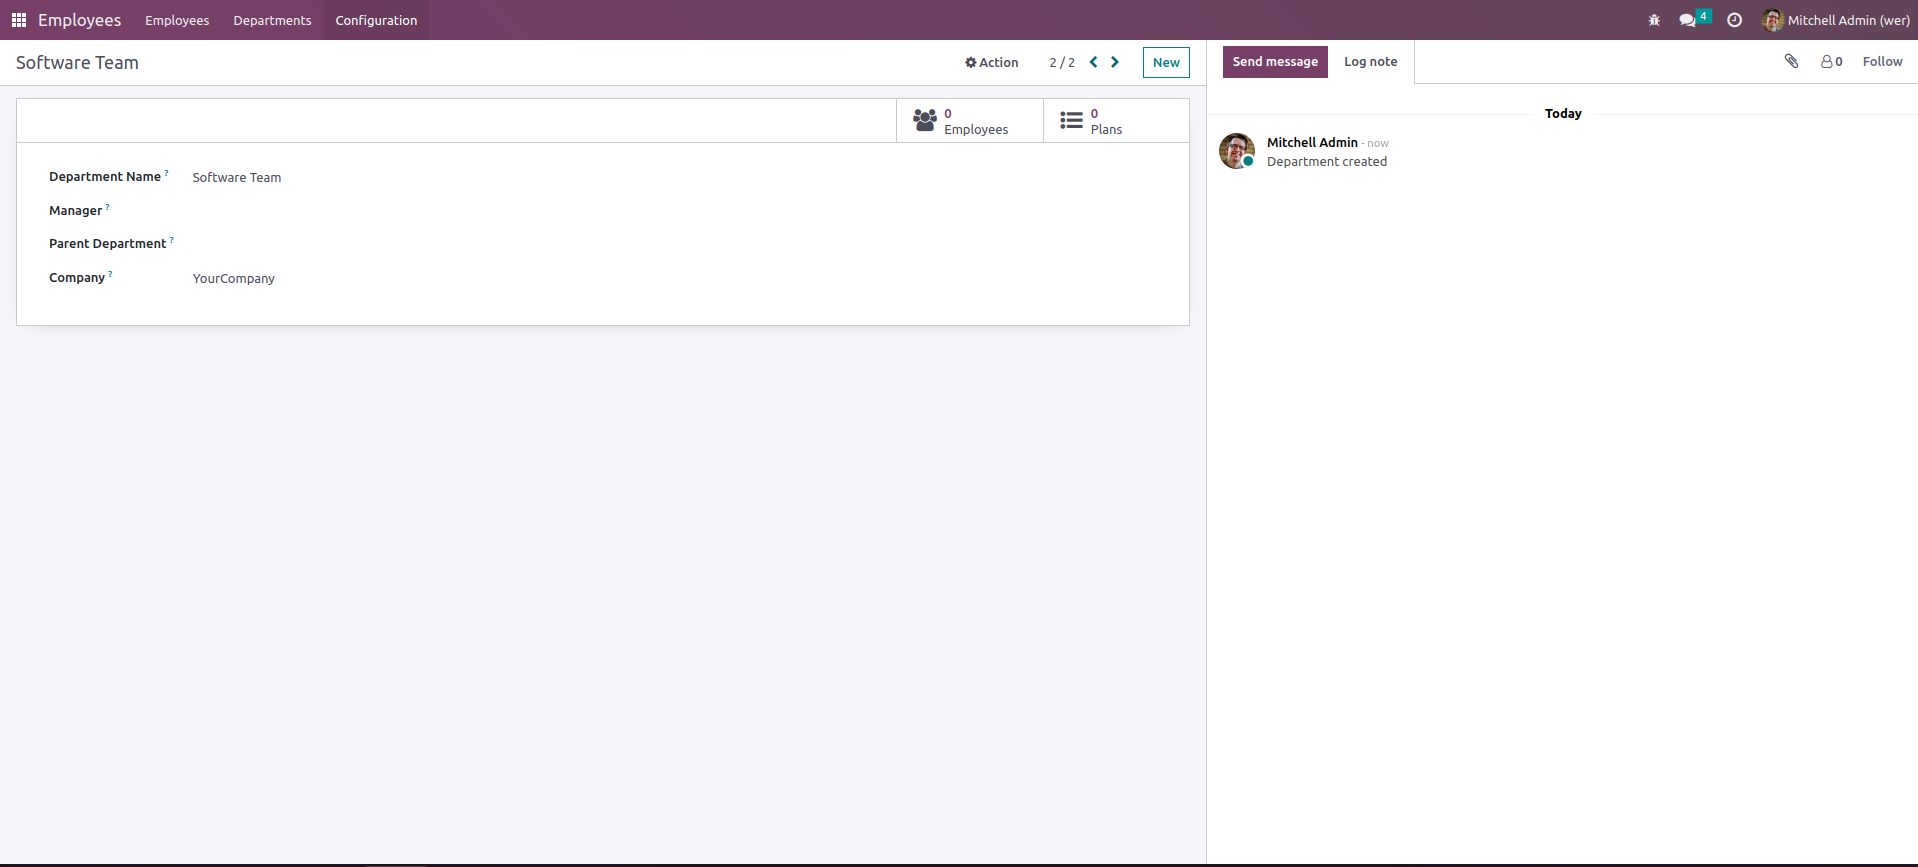 Employees Employees Departments Configuration 4 Mitchell Admin (wer)
Software Team Action 2 / 2 New Send message Log note 0 Follow
0 Employees
0 Plans
Department Name ? Software Team
Manager ?
Parent Department ?
Company ? YourCompany
Today
Mitchell Admin - now
Department created